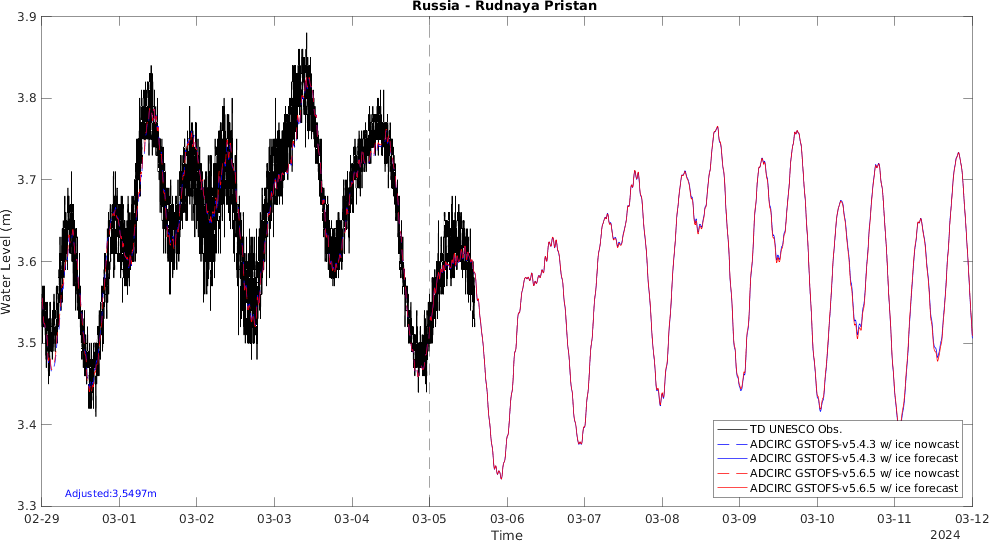 Russia - Rudnaya Pristan
3.9
3.8
3.7
3.6
3.5
3.4
3.3
Water Level (m)
Adjusted:3.5497m
TD UNESCO Obs.
ADCIRC GSTOFS-v5.4.3 w/ ice nowcast
ADCIRC GSTOFS-v5.4.3 w/ ice forecast
ADCIRC GSTOFS-v5.6.5 w/ ice nowcast
ADCIRC GSTOFS-v5.6.5 w/ ice forecast
02-29 03-01 03-02 03-03 03-04 03-05 03-06 03-07 03-08 03-09 03-10 03-11 03-12
Time
2024